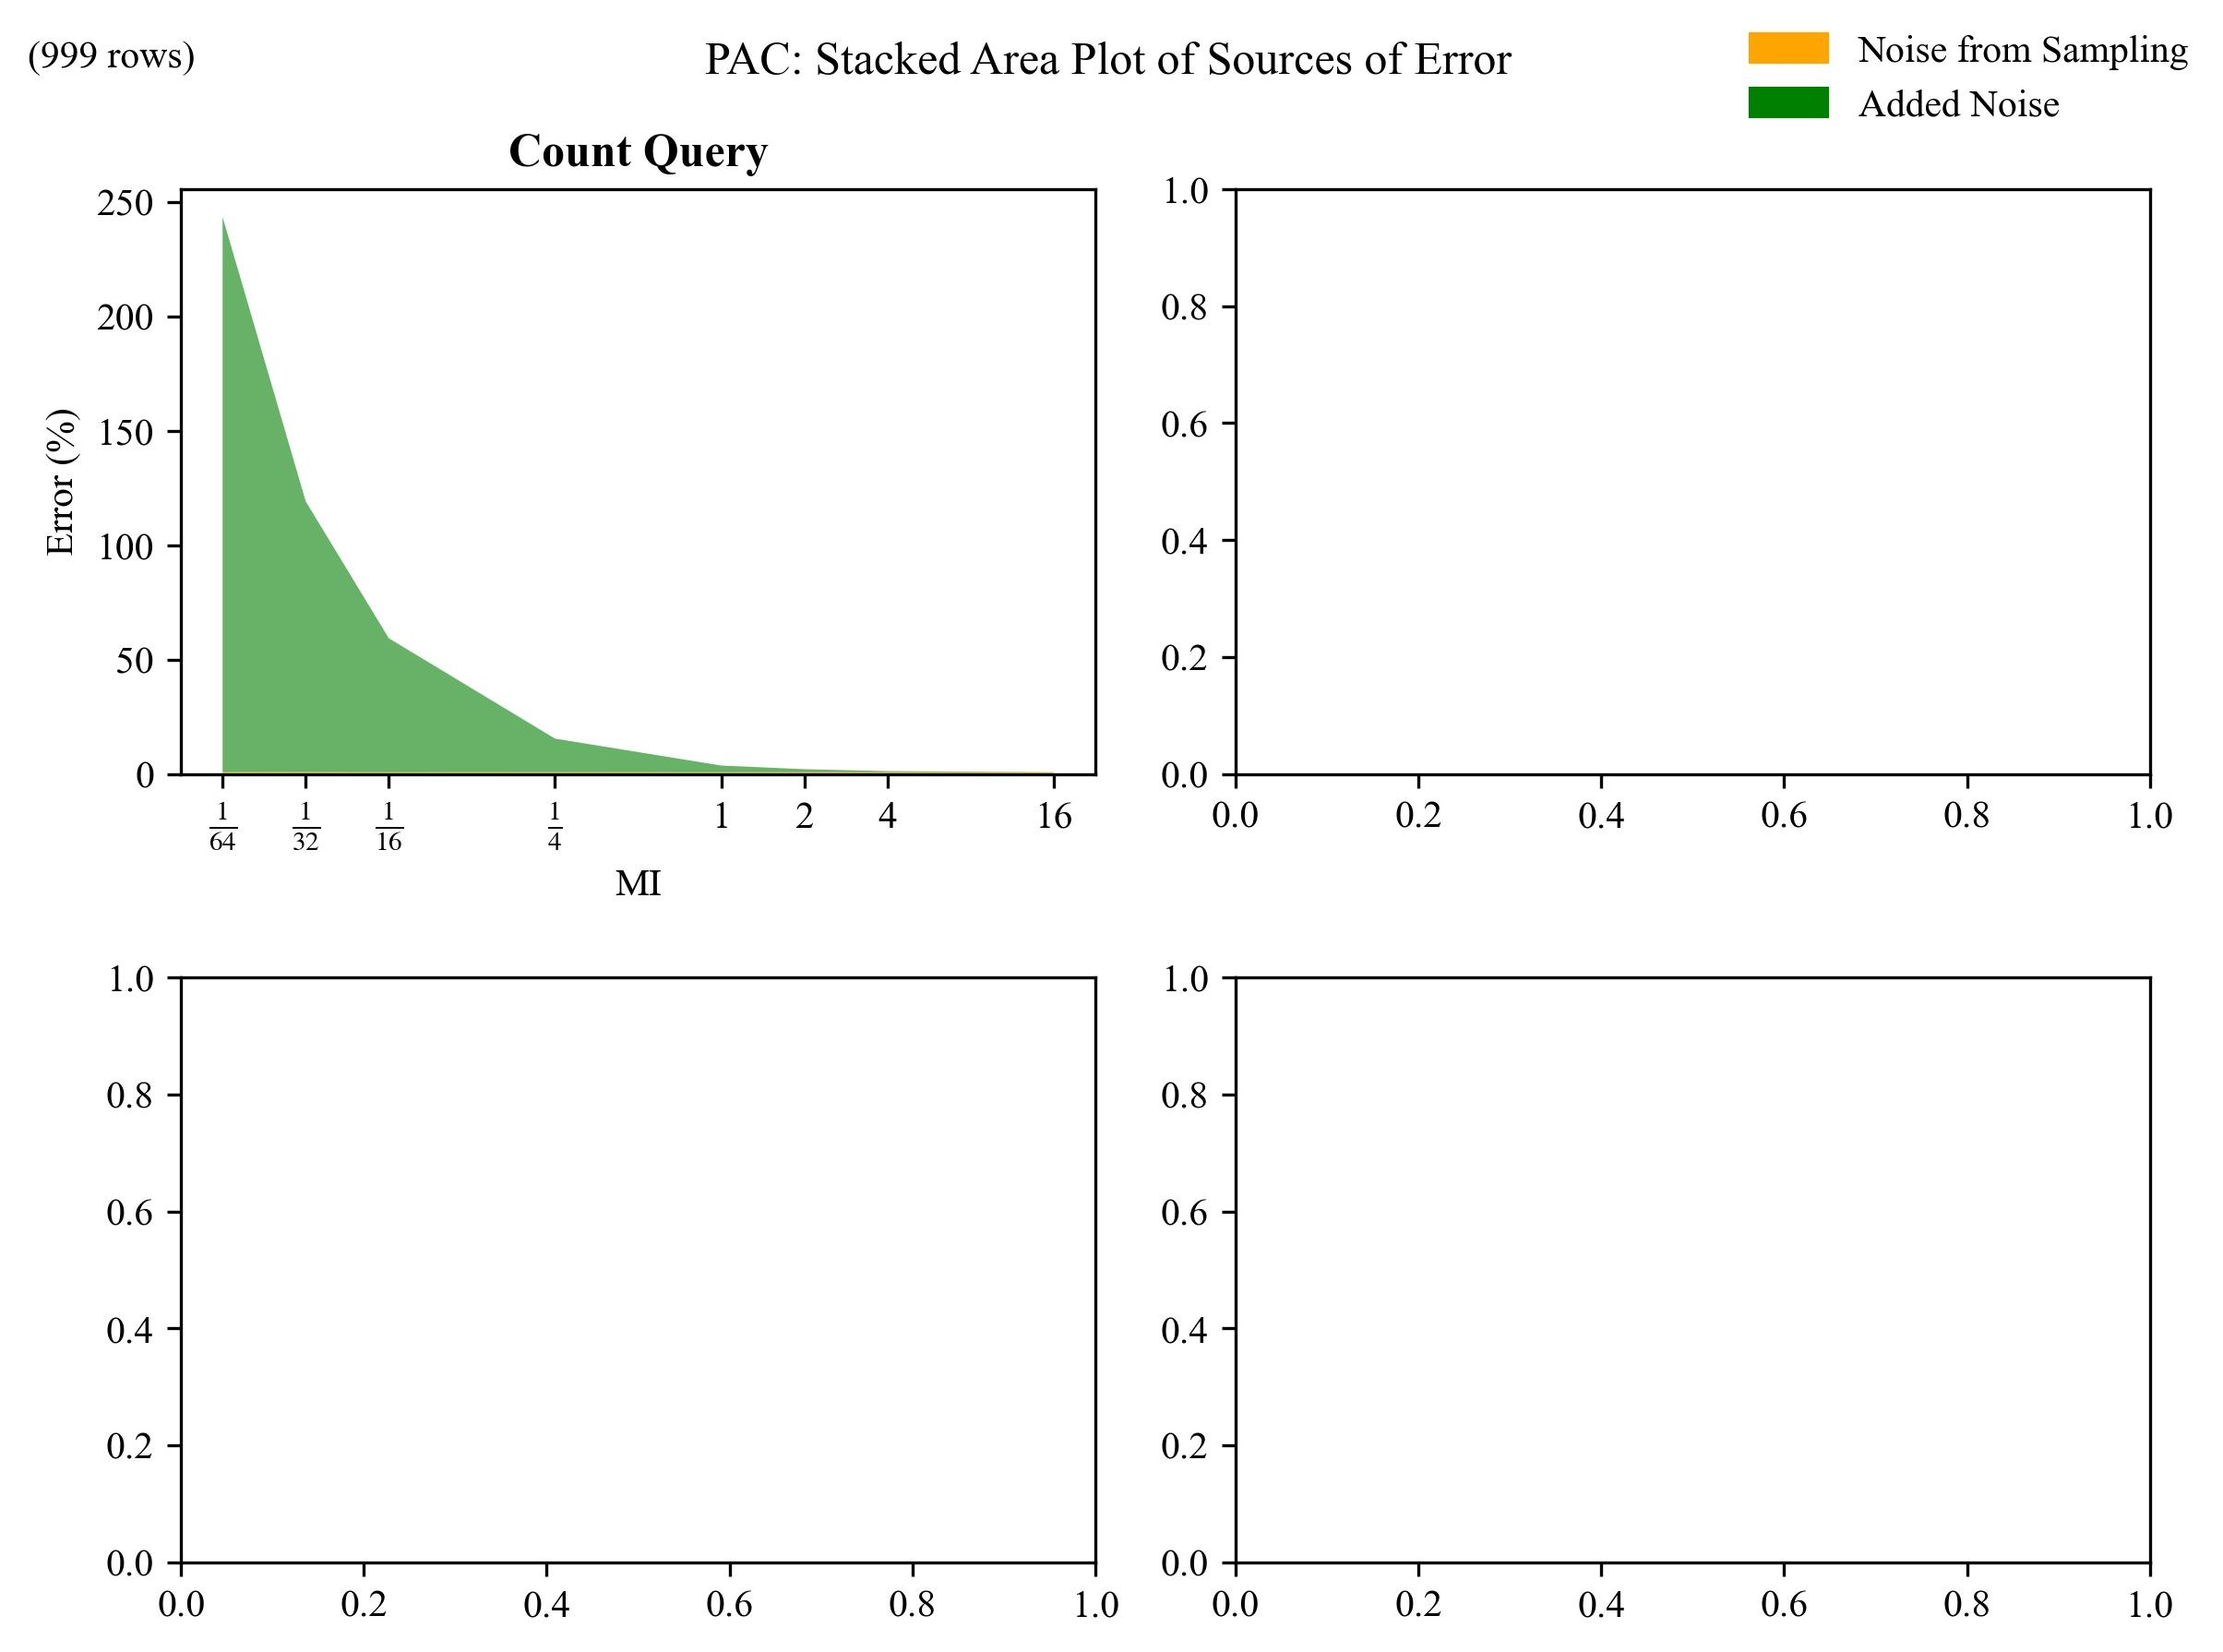 (999 rows)
PAC: Stacked Area Plot of Sources of Error
Noise from Sampling
Added Noise
Count Query
250
200
150
100
50
0
Error (%)
1/64 1/32 1/16 1/4 1 2 4 16
MI
1.0
0.8
0.6
0.4
0.2
0.0
0.0 0.2 0.4 0.6 0.8 1.0
1.0
0.8
0.6
0.4
0.2
0.0
0.0 0.2 0.4 0.6 0.8 1.0
1.0
0.8
0.6
0.4
0.2
0.0
0.0 0.2 0.4 0.6 0.8 1.0